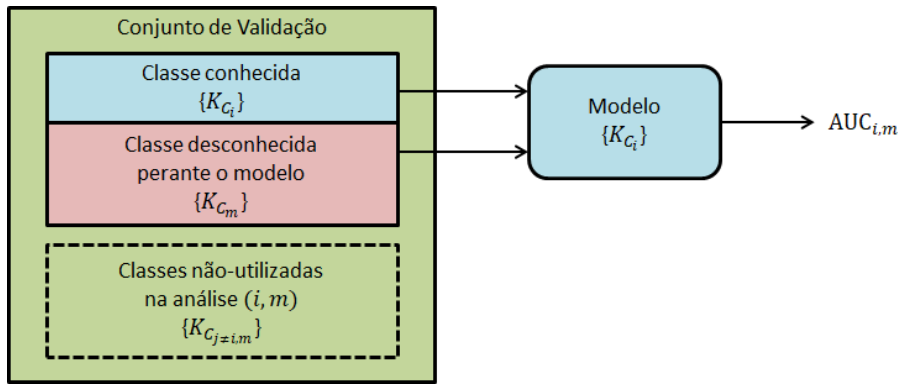 Conjunto de Validação
Classe conhecida
{K_{C_i}}
Classe desconhecida
perante o modelo
{K_{C_m}}
Classes não-utilizadas
na análise (i, m)
{K_{C_{j≠i,m}}}
Modelo
{K_{C_i}}
AUC_{i,m}